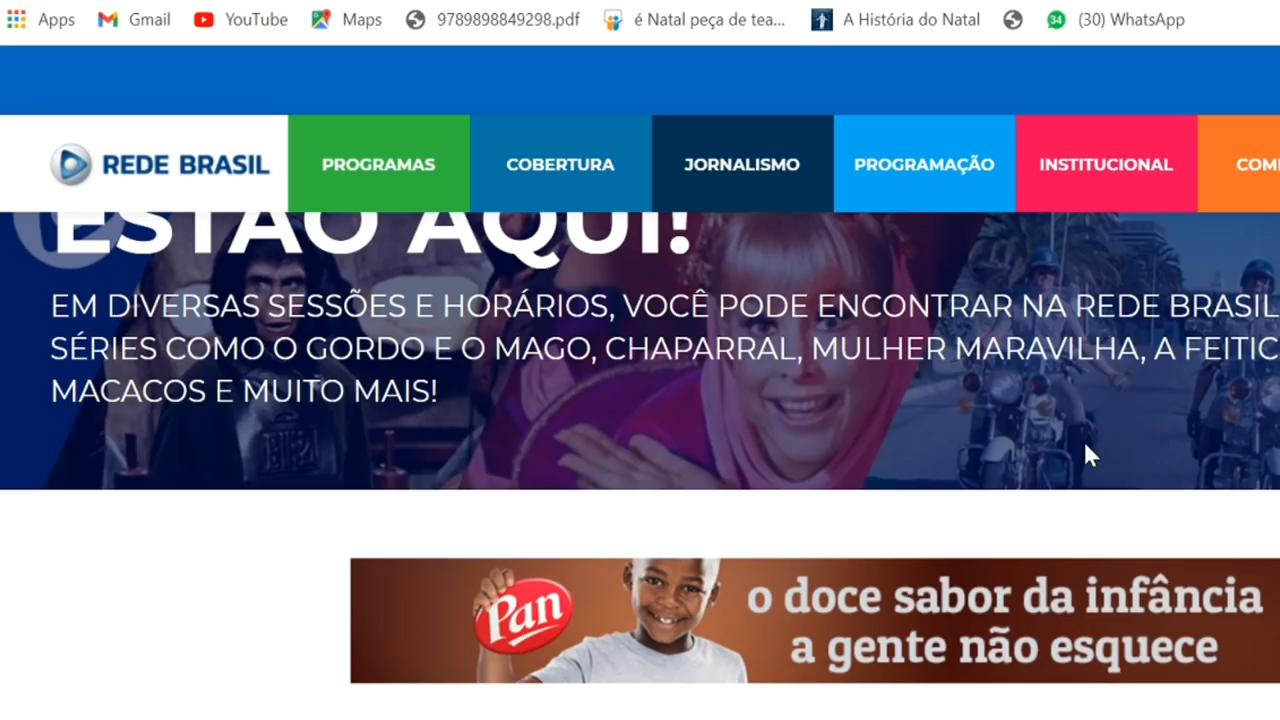 Apps Gmail YouTube Maps 9789898849298.pdf é Natal peça de tea... A História do Natal 34 (30) WhatsApp
REDE BRASIL PROGRAMAS COBERTURA JORNALISMO PROGRAMAÇÃO INSTITUCIONAL
ESTÃO AQUI!
EM DIVERSAS SESSÕES E HORÁRIOS, VOCÊ PODE ENCONTRAR NA REDE BRASIL
SÉRIES COMO O GORDO E O MAGO, CHAPARRAL, MULHER MARAVILHA, A FEITIC
MACACOS E MUITO MAIS!
Pan
o doce sabor da infância
a gente não esquece